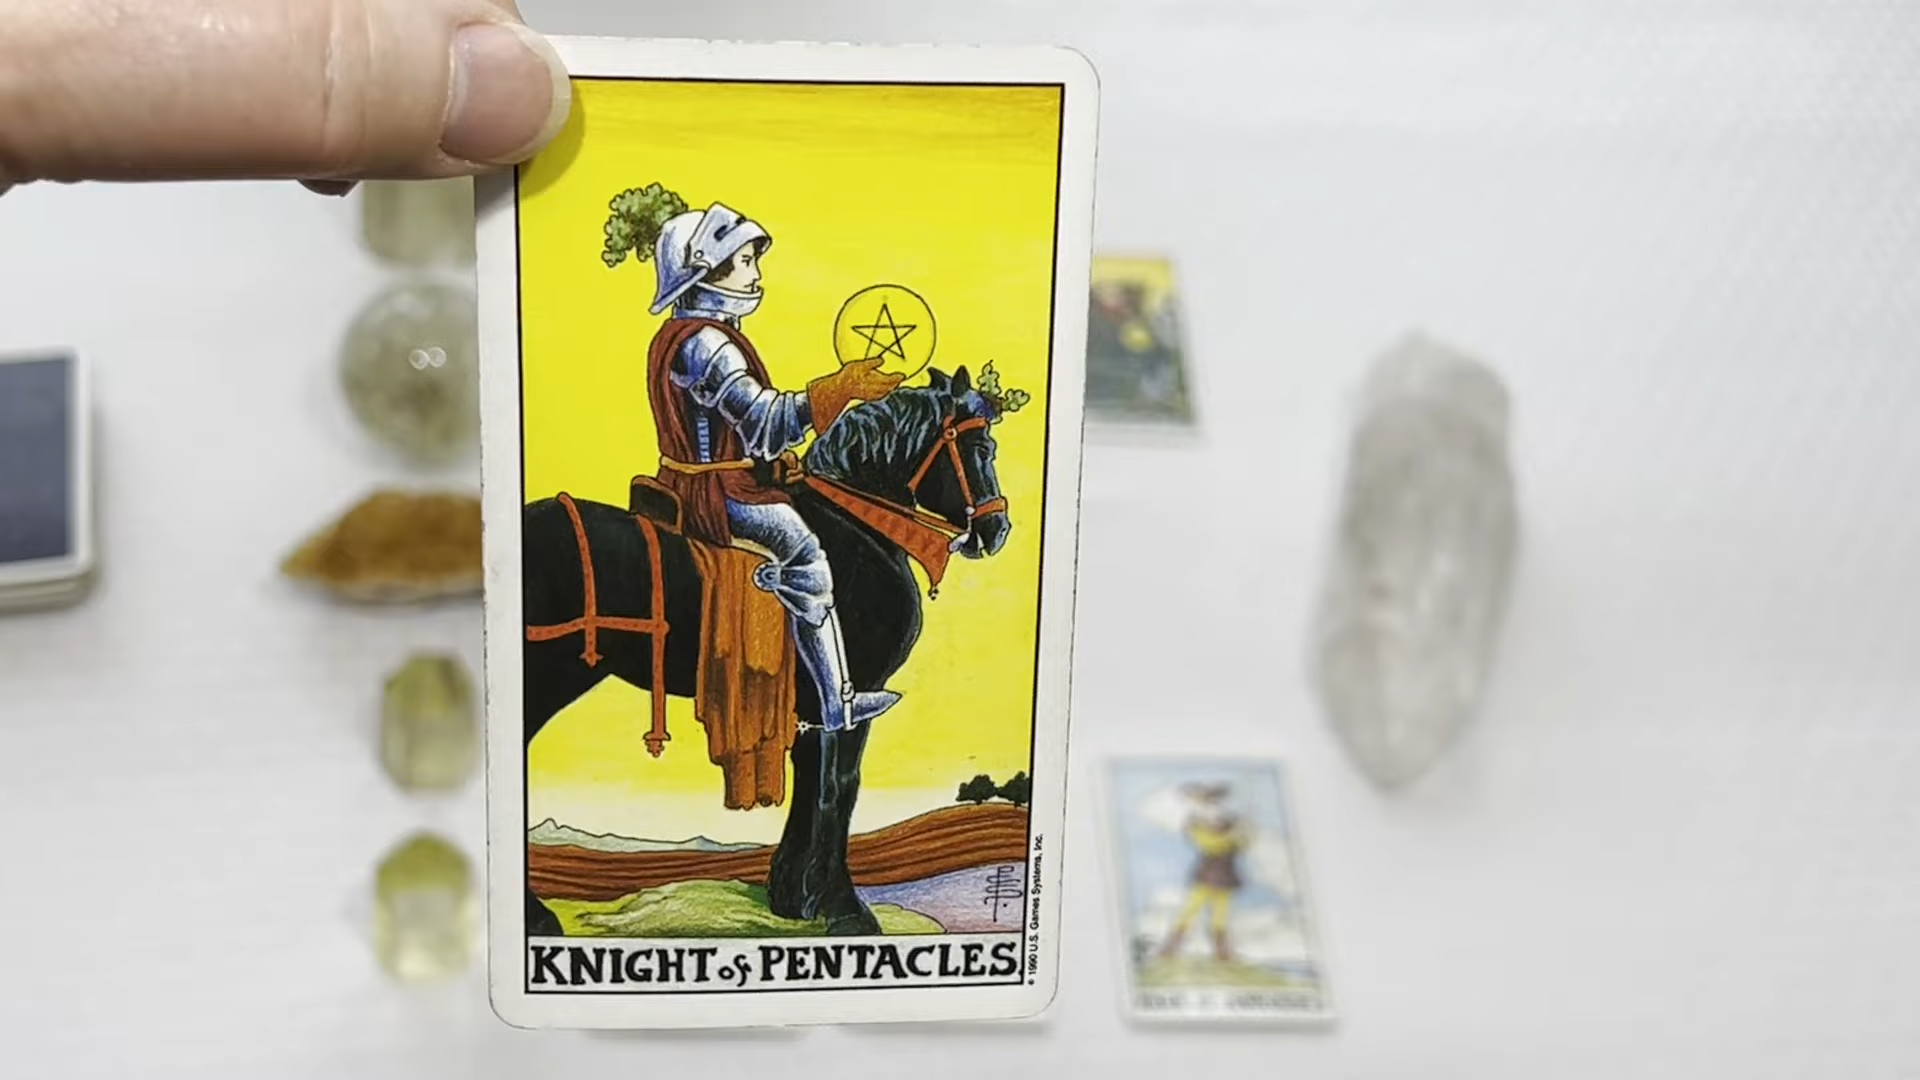 KNIGHT of PENTACLES.
© 1990 U.S. Games Systems, Inc.